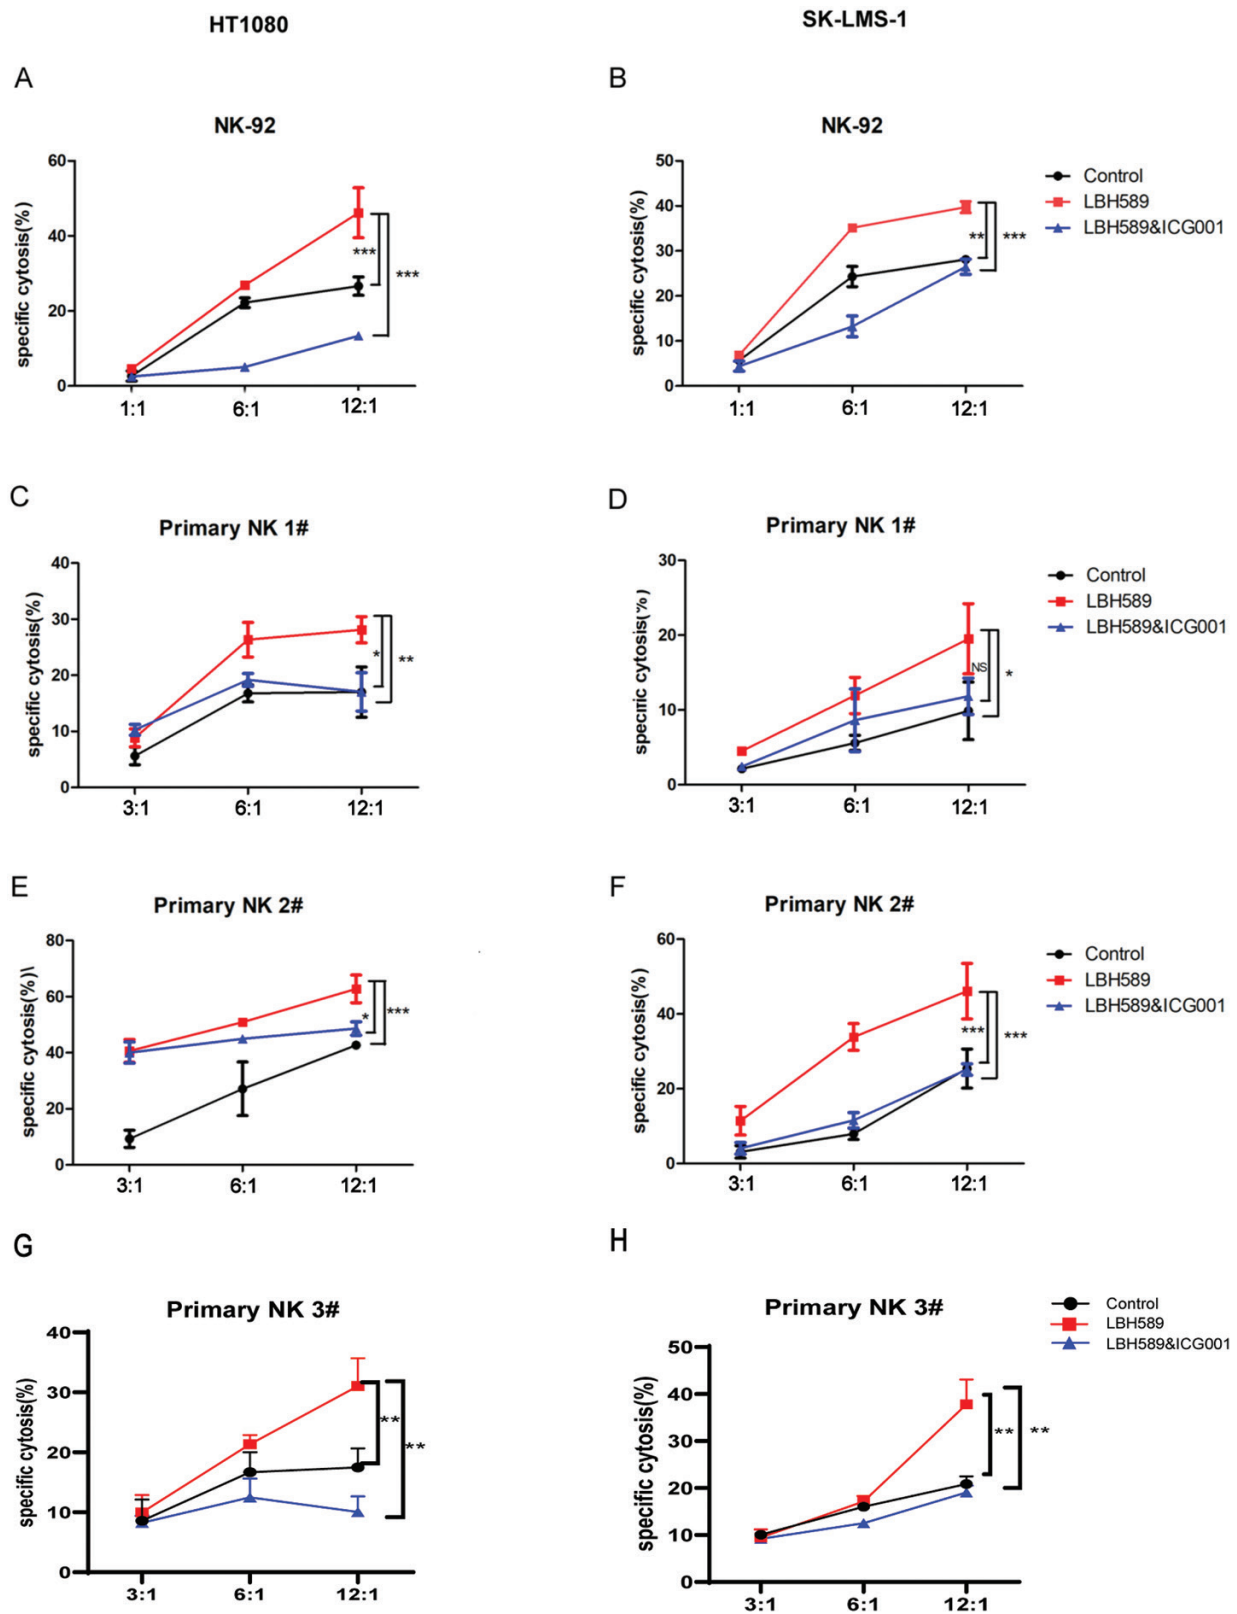 HT1080
SK-LMS-1
A
B
NK-92
NK-92
specific cytosis(%)
60
40
20
0
1:1
6:1
12:1
***
***
specific cytosis(%)
50
40
30
20
10
0
1:1
6:1
12:1
**
***
Control
LBH589
LBH589&ICG001
C
D
Primary NK 1#
Primary NK 1#
specific cytosis(%)
40
30
20
10
0
3:1
6:1
12:1
*
**
specific cytosis(%)
30
20
10
0
3:1
6:1
12:1
NS
*
Control
LBH589
LBH589&ICG001
E
F
Primary NK 2#
Primary NK 2#
specific cytosis(%)\
80
60
40
20
0
3:1
6:1
12:1
*
***
specific cytosis(%)
60
40
20
0
3:1
6:1
12:1
***
***
Control
LBH589
LBH589&ICG001
G
H
Primary NK 3#
Primary NK 3#
specific cytosis(%)
40
30
20
10
0
3:1
6:1
12:1
**
**
specific cytosis(%)
50
40
30
20
10
0
3:1
6:1
12:1
**
**
Control
LBH589
LBH589&ICG001